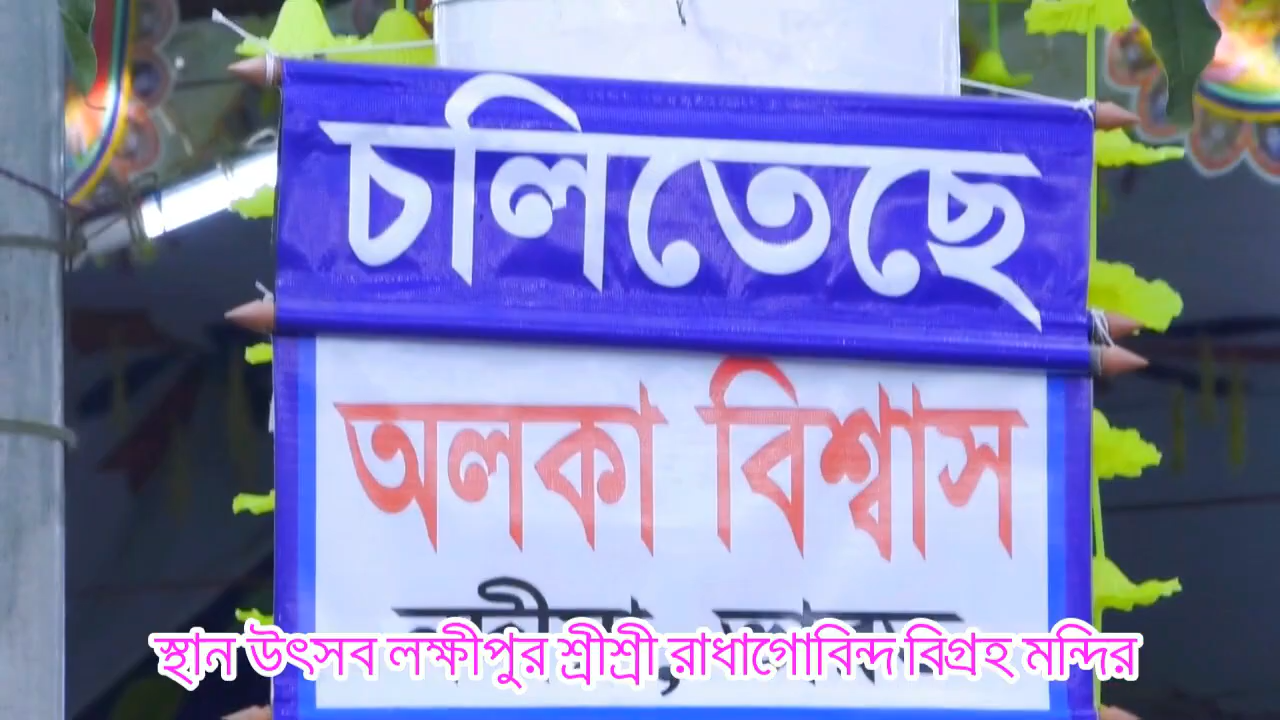 চলিতেছে
অলকা বিশ্বাস
স্থান উৎসব লক্ষীপুর শ্রীশ্রী রাধাগোবিন্দ বিগ্রহ মন্দির